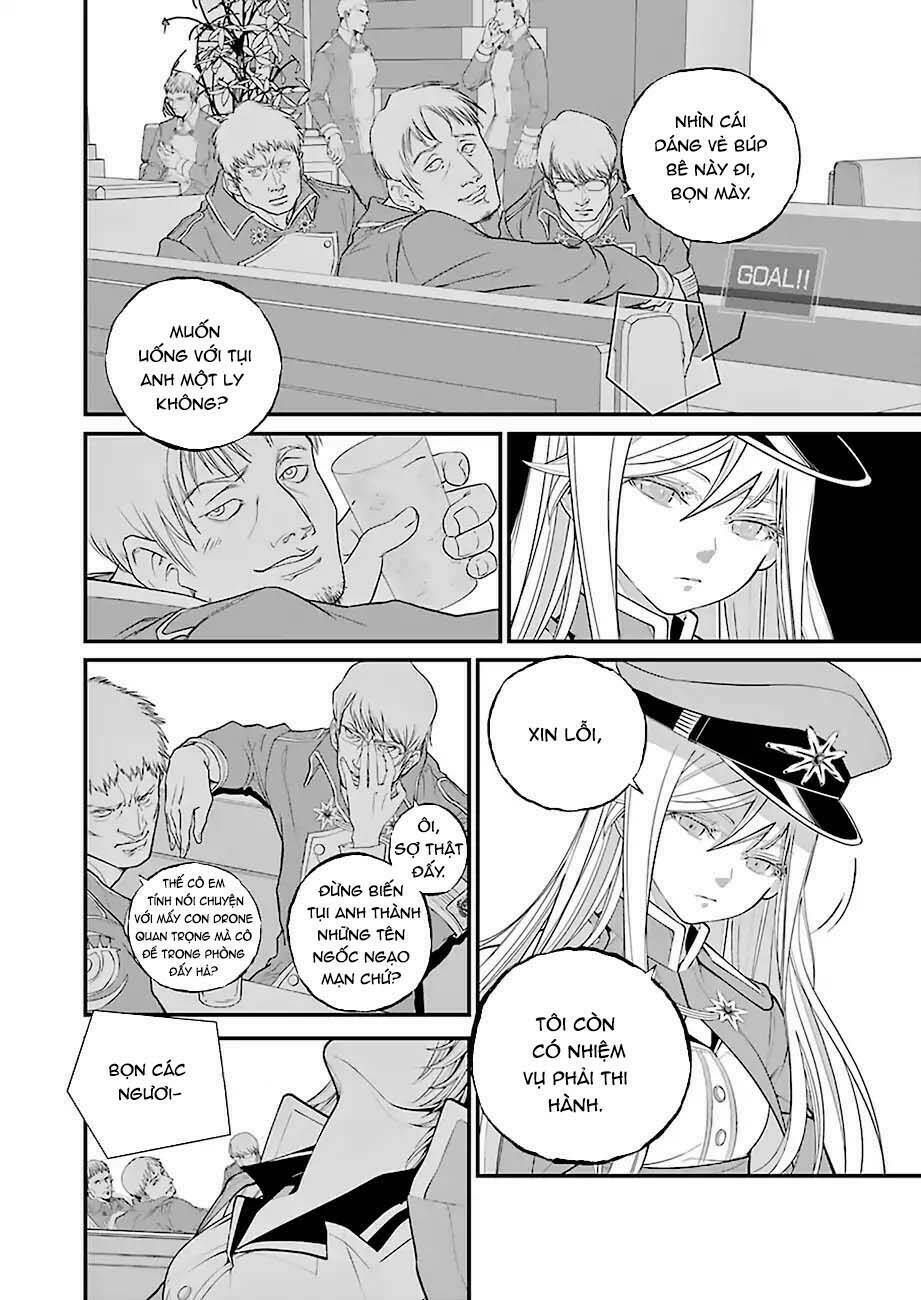 NHÌN CÁI
DÁNG VẺ BÚP
BÊ NÀY ĐI,
BỌN MÀY.
GOAL!!
MUỐN
UỐNG VỚI TỤI
ANH MỘT LY
KHÔNG?
XIN LỖI,
TÔI CÒN
CÓ NHIỆM
VỤ PHẢI THI
HÀNH.
ÔI,
SỢ THẬT
ĐẤY.
ĐỪNG BIẾN
TỤI ANH THÀNH
NHỮNG TÊN
NGỐC NGẠO
MẠN CHỨ?
THẾ CÔ EM
TÍNH NÓI CHUYỆN
VỚI MẤY CON DRONE
QUAN TRỌNG MÀ CÔ
ĐỂ TRONG PHÒNG
ĐẤY HẢ?
BỌN CÁC
NGƯƠI-